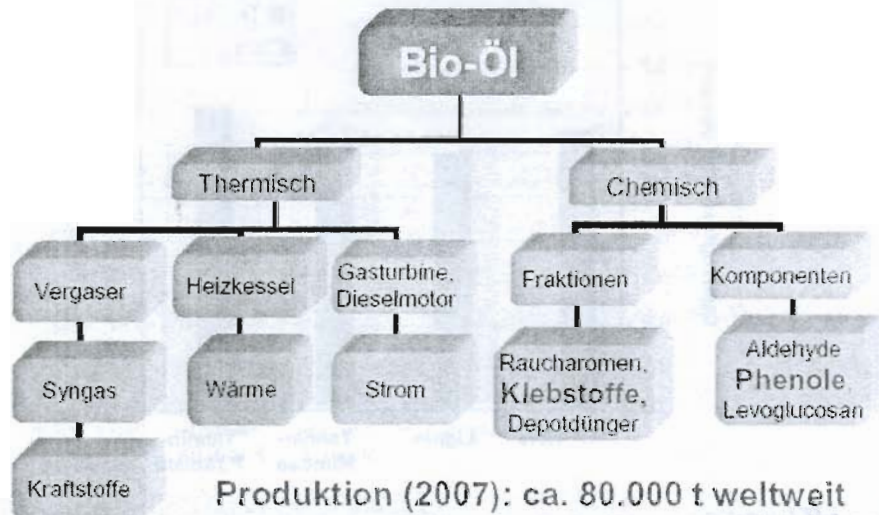 Bio-Öl
Thermisch
Chemisch
Vergaser
Heizkessel
Gasturbine,
Dieselmotor
Fraktionen
Komponenten
Syngas
Wärme
Strom
Raucharomen,
Klebstoffe,
Depotdünger
Aldehyde
Phenole,
Levoglucosan
Kraftstoffe
Produktion (2007): ca. 80.000 t weltweit